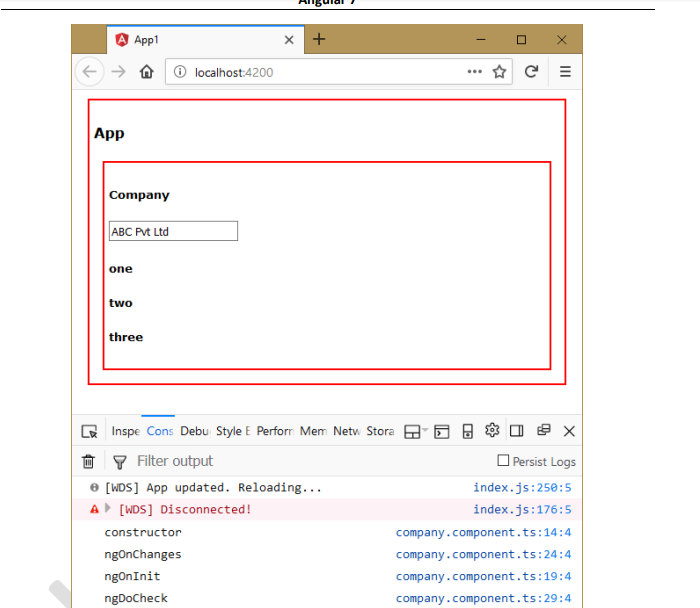 Angular 7
App1
localhost:4200
App
Company
ABC Pvt Ltd
one
two
three
Inspe Cons Debu Style E Perforn Mem Netw Stora
Filter output Persist Logs
[WDS] App updated. Reloading... index.js:250:5
[WDS] Disconnected! index.js:176:5
constructor company.component.ts:14:4
ngOnChanges company.component.ts:24:4
ngOnInit company.component.ts:19:4
ngDoCheck company.component.ts:29:4